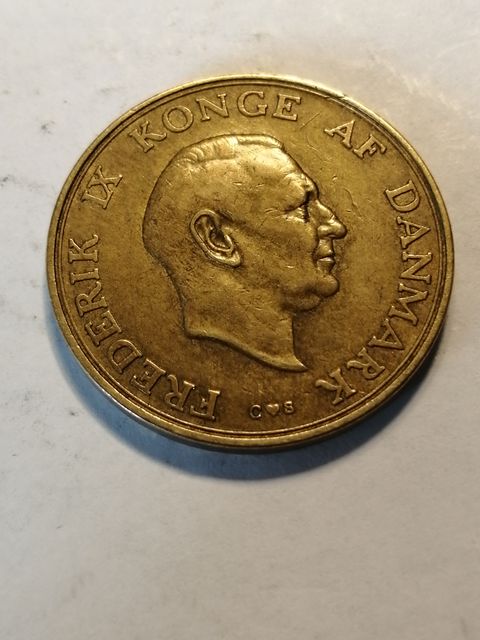 FREDERIK IX KONGE AF DANMARK
C♥S